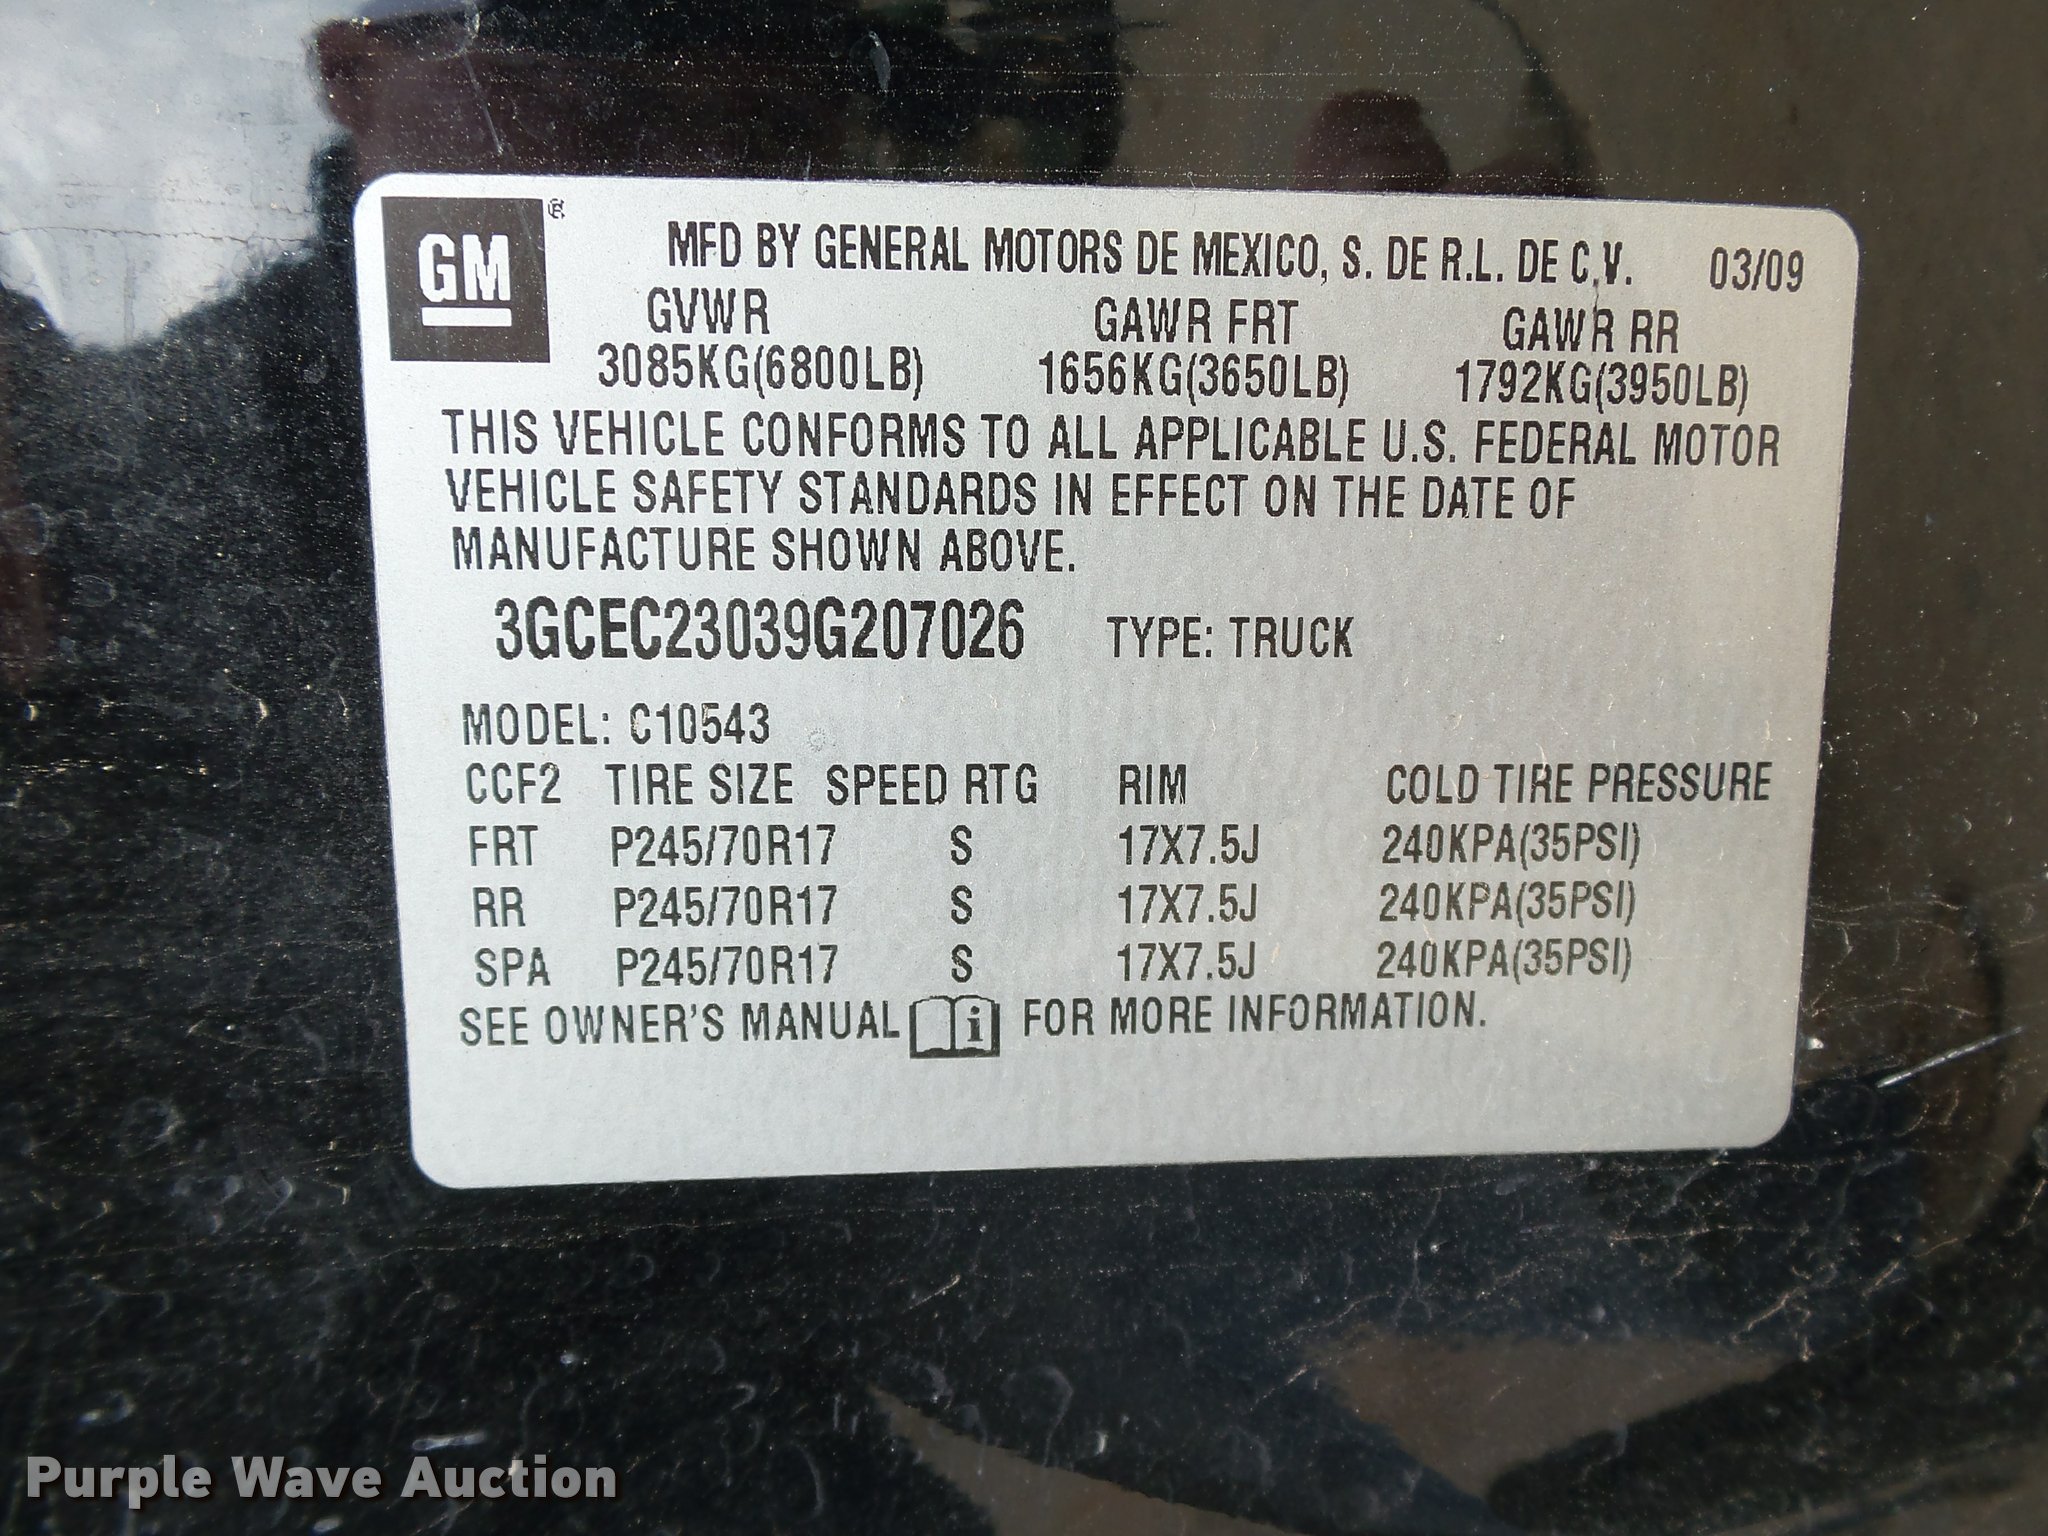 GM®
MFD BY GENERAL MOTORS DE MEXICO, S. DE R.L. DE C.V. 03/09
GVWR GAWR FRT GAWR RR
3085KG(6800LB) 1656KG(3650LB) 1792KG(3950LB)
THIS VEHICLE CONFORMS TO ALL APPLICABLE U.S. FEDERAL MOTOR
VEHICLE SAFETY STANDARDS IN EFFECT ON THE DATE OF
MANUFACTURE SHOWN ABOVE.
3GCEC23039G207026 TYPE: TRUCK
MODEL: C10543
CCF2 TIRE SIZE SPEED RTG RIM COLD TIRE PRESSURE
FRT P245/70R17 S 17X7.5J 240KPA(35PSI)
RR P245/70R17 S 17X7.5J 240KPA(35PSI)
SPA P245/70R17 S 17X7.5J 240KPA(35PSI)
SEE OWNER'S MANUAL i FOR MORE INFORMATION.
Purple Wave Auction